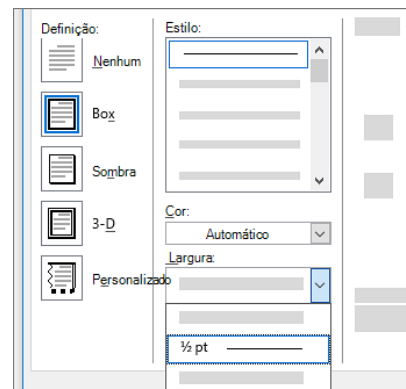 Definição:
Nenhum
Box
Sombra
3-D
Personalizado
Estilo:
Cor:
Automático
Largura:
½ pt